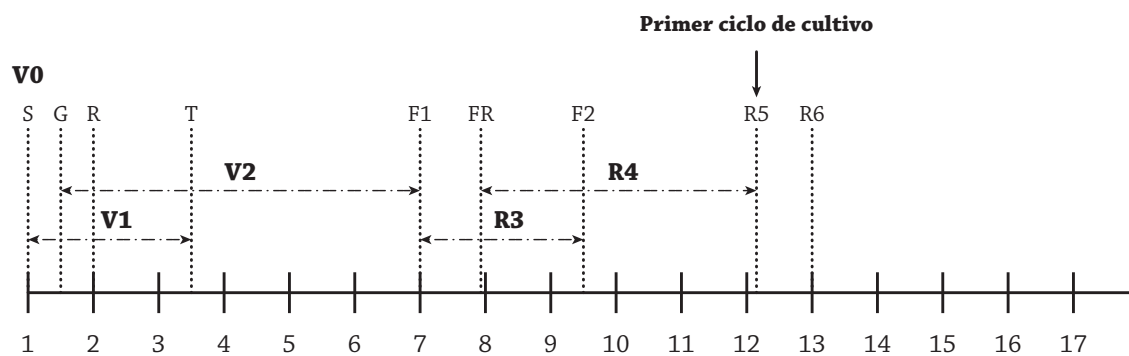 Primer ciclo de cultivo
V0
S G R T F1 FR F2 R5 R6
V2 R4
V1 R3
1 2 3 4 5 6 7 8 9 10 11 12 13 14 15 16 17